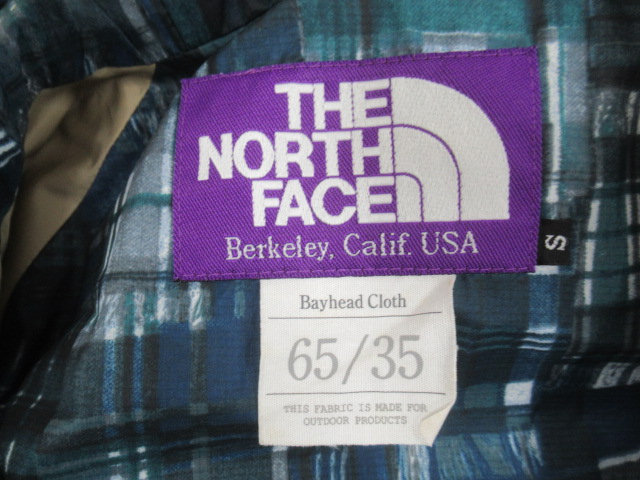 THE
NORTH
FACE
Berkeley, Calif. USA
S
Bayhead Cloth
65/35
THIS FABRIC IS MADE FOR
OUTDOOR PRODUCTS